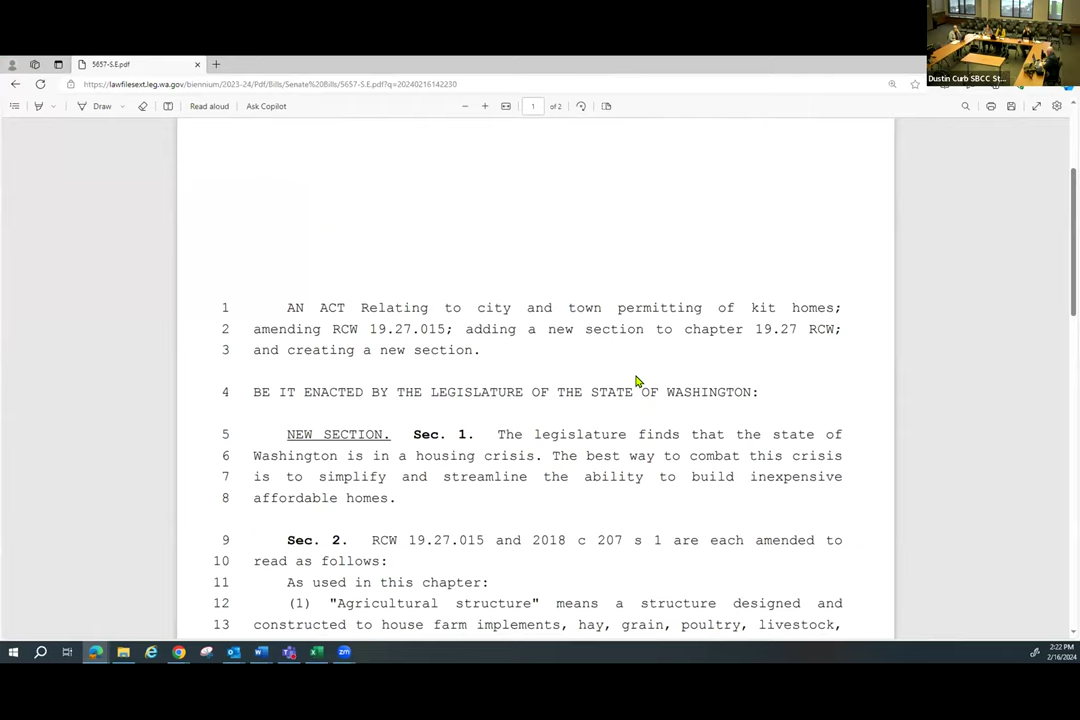 5657-S.E.pdf
https://lawfilesext.leg.wa.gov/biennium/2023-24/Pdf/Bills/Senate%20Bills/5657-S.E.pdf?q=20240216142230
Dustin Curb SBCC St...
Draw
Read aloud
Ask Copilot
1 of 2
1 AN ACT Relating to city and town permitting of kit homes;
2 amending RCW 19.27.015; adding a new section to chapter 19.27 RCW;
3 and creating a new section.
4 BE IT ENACTED BY THE LEGISLATURE OF THE STATE OF WASHINGTON:
5 NEW SECTION. Sec. 1. The legislature finds that the state of
6 Washington is in a housing crisis. The best way to combat this crisis
7 is to simplify and streamline the ability to build inexpensive
8 affordable homes.
9 Sec. 2. RCW 19.27.015 and 2018 c 207 s 1 are each amended to
10 read as follows:
11 As used in this chapter:
12 (1) "Agricultural structure" means a structure designed and
13 constructed to house farm implements, hay, grain, poultry, livestock,
2:22 PM
2/16/2024